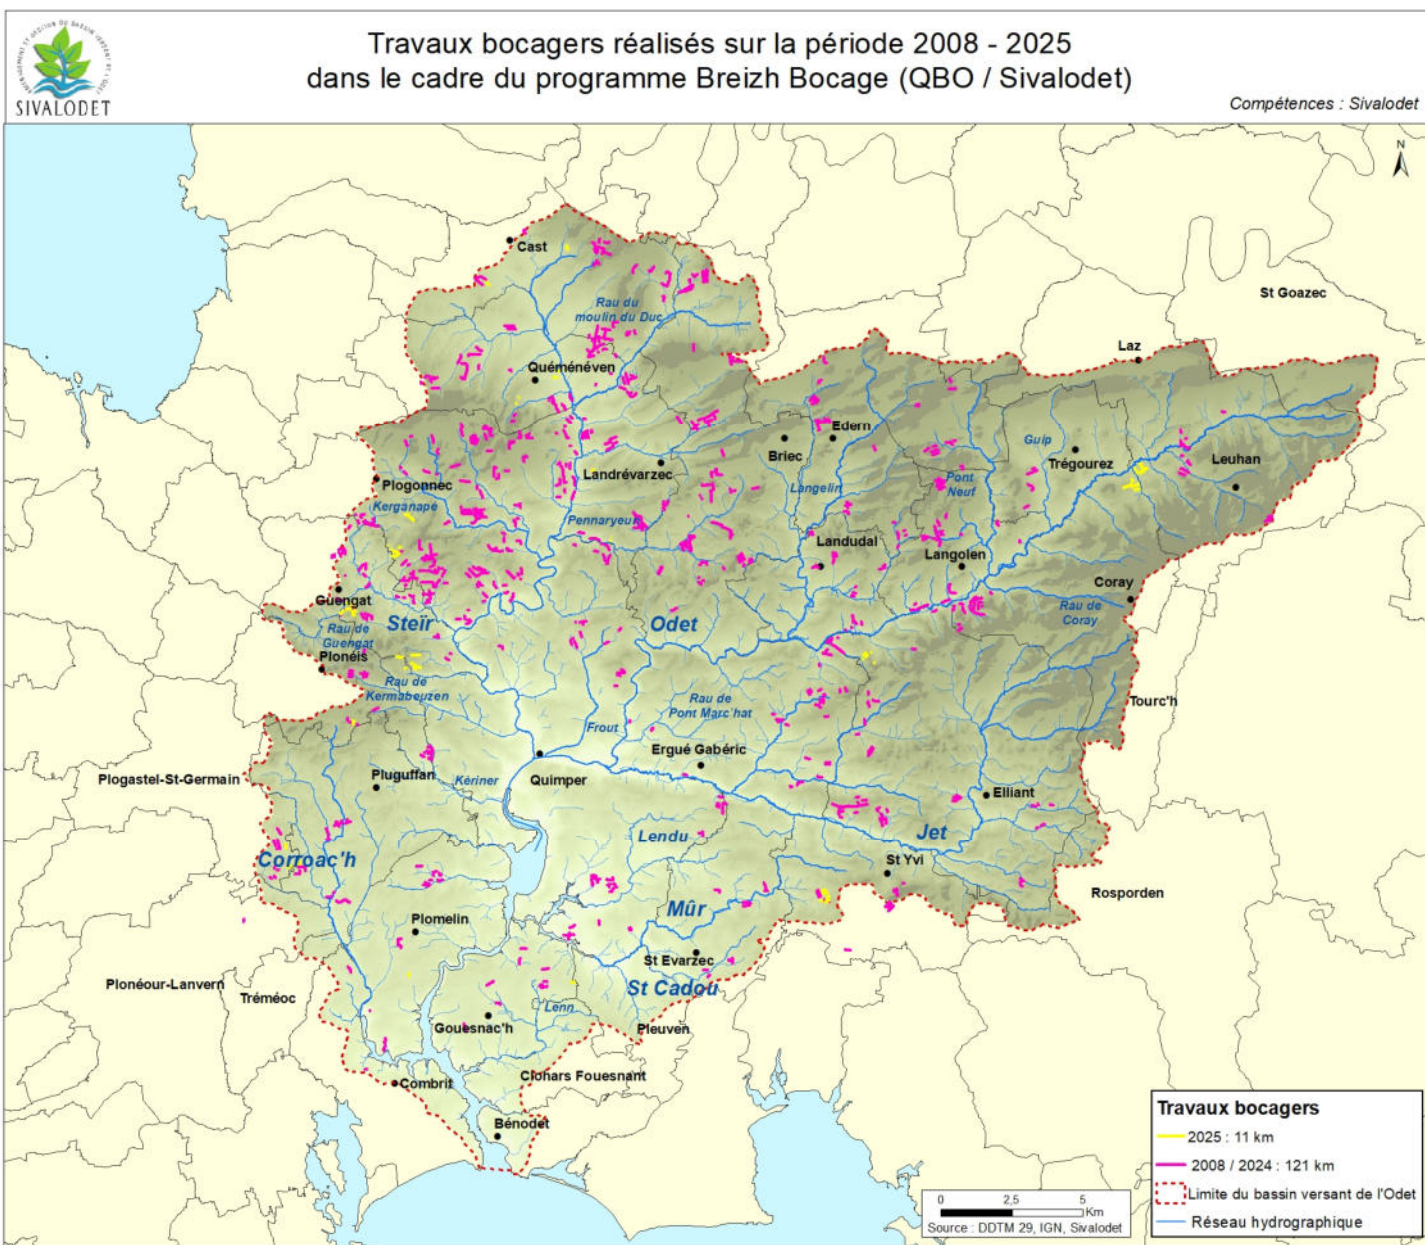 Travaux bocagers réalisés sur la période 2008 - 2025
dans le cadre du programme Breizh Bocage (QBO / Sivalodet)
SIVALODET
Compétences : Sivalodet
N
Cast
St Goazec
Rau du
moulin du Duc
Laz
Quéménéven
Edern
Briec
Guip
Trégourez
Leuhan
Landrévarzec
Plogonnec
Langelin
Pont
Neuf
Kerganapé
Pennaryeun
Landudal
Langolen
Coray
Guengat
Rau de
Coray
Steïr
Odet
Rau de
Guengat
Plonéis
Rau de
Kermabeuzen
Rau de
Pont Marc'hat
Tourc'h
Frout
Ergué Gabéric
Plogastel-St-Germain
Pluguffan
Kériner
Quimper
Elliant
Lendu
Jet
Corroac'h
St Yvi
Rosporden
Mûr
Plomelin
St Evarzec
Plonéour-Lanvern
Tréméoc
St Cadou
Lenn
Gouesnac'h
Pleuven
Combrit
Clohars Fouesnant
Bénodet
Travaux bocagers
2025 : 11 km
2008 / 2024 : 121 km
Limite du bassin versant de l'Odet
Réseau hydrographique
0 2,5 5
Km
Source : DDTM 29, IGN, Sivalodet